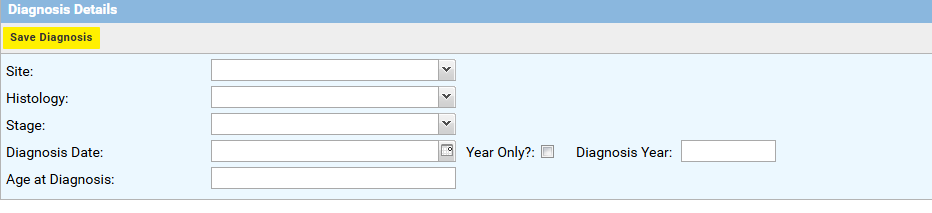 Diagnosis Details
Save Diagnosis
Site:
Histology:
Stage:
Diagnosis Date: Year Only?: Diagnosis Year:
Age at Diagnosis: